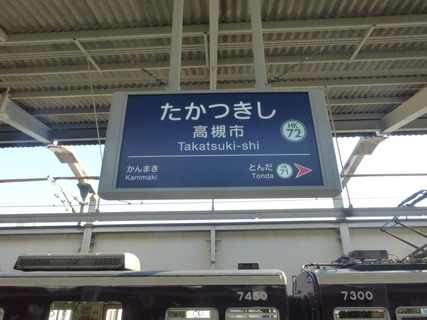 たかつきし
高槻市
Takatsuki-shi
HK
72
かんまき
Kammaki
とんだ
Tonda
HK
71
7450
7300